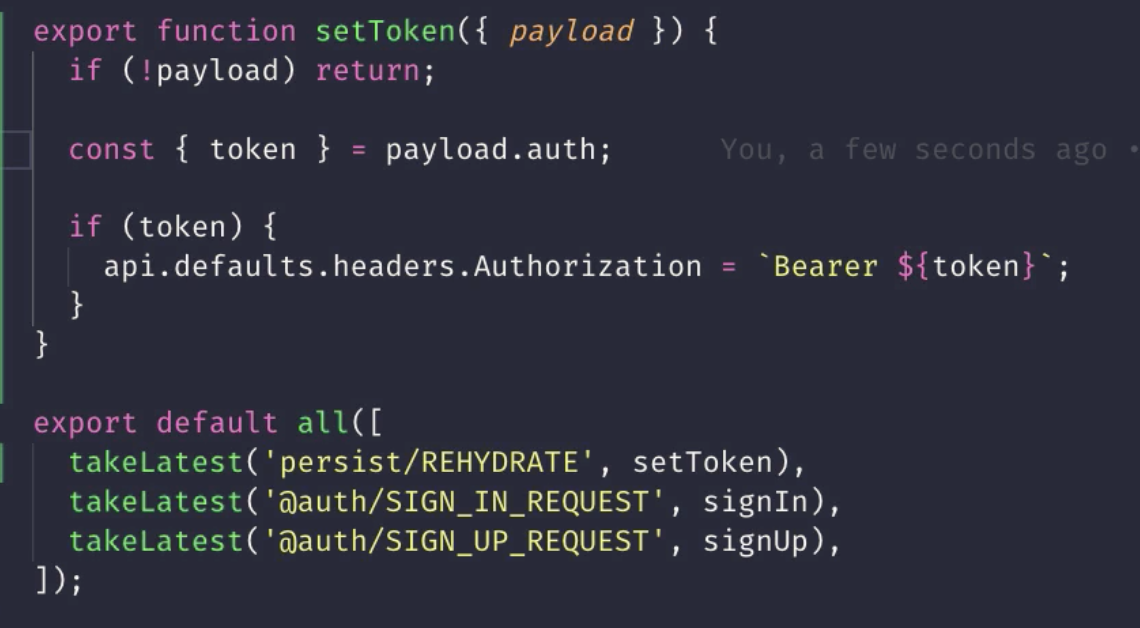 export function setToken({ payload }) {
  if (!payload) return;

  const { token } = payload.auth;     You, a few seconds ago •

  if (token) {
    api.defaults.headers.Authorization = `Bearer ${token}`;
  }
}

export default all([
  takeLatest('persist/REHYDRATE', setToken),
  takeLatest('@auth/SIGN_IN_REQUEST', signIn),
  takeLatest('@auth/SIGN_UP_REQUEST', signUp),
]);